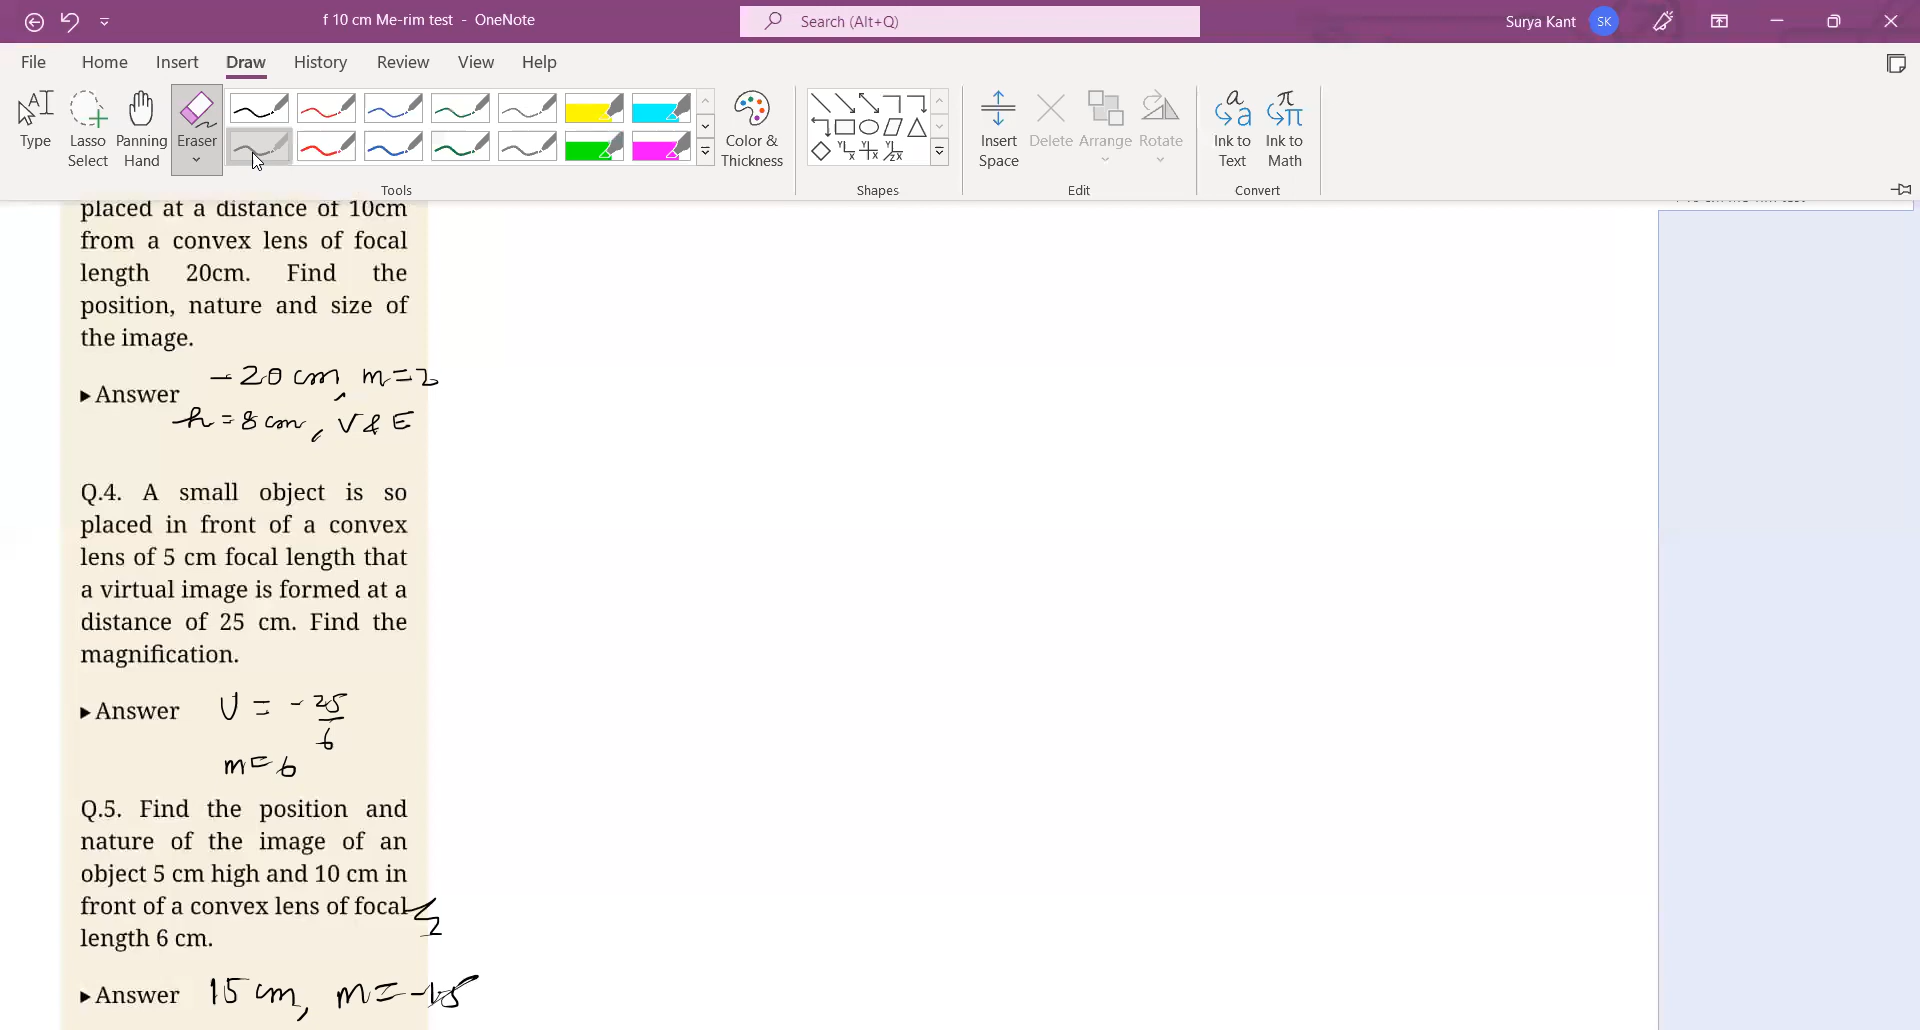 f 10 cm Me-rim test - OneNote
Search (Alt+Q)
Surya Kant SK
File Home Insert Draw History Review View Help
Type
Lasso Select
Panning Hand
Eraser
Color & Thickness
Insert Space
Delete
Arrange
Rotate
Ink to Text
Ink to Math
Tools
Shapes
Edit
Convert
placed at a distance of 10cm
from a convex lens of focal
length 20cm. Find the
position, nature and size of
the image.
-20 cm, m=2
▸Answer
h=8cm, V & E
Q.4. A small object is so
placed in front of a convex
lens of 5 cm focal length that
a virtual image is formed at a
distance of 25 cm. Find the
magnification.
▸Answer U = -25/6
m=6
Q.5. Find the position and
nature of the image of an
object 5 cm high and 10 cm in
front of a convex lens of focal
length 6 cm.
▸Answer 15 cm, m=-1.5